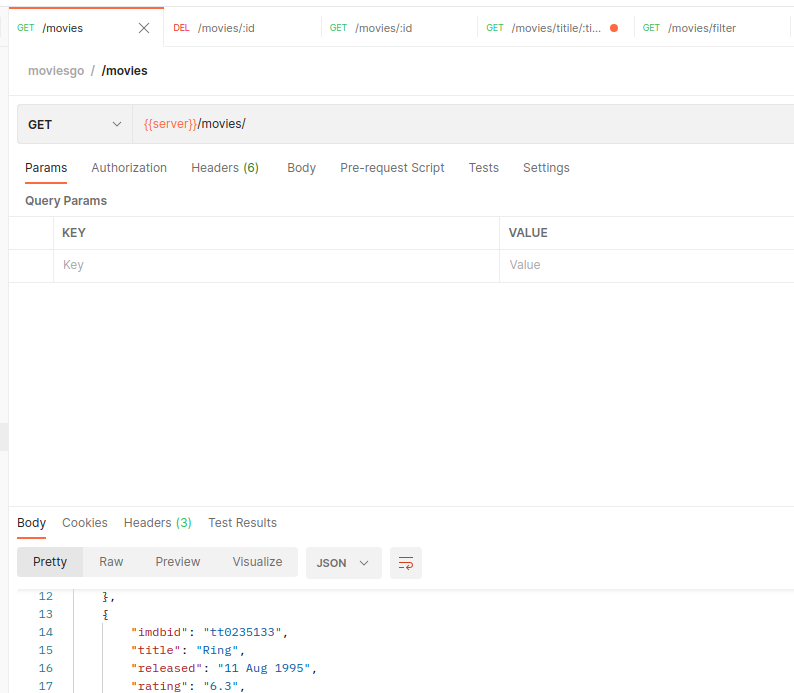 GET /movies DEL /movies/:id GET /movies/:id GET /movies/titile/:ti... GET /movies/filter
moviesgo / /movies
GET {{server}}/movies/
Params Authorization Headers (6) Body Pre-request Script Tests Settings
Query Params
KEY VALUE
Key Value
Body Cookies Headers (3) Test Results
Pretty Raw Preview Visualize JSON
12 },
13 {
14 "imdbid": "tt0235133",
15 "title": "Ring",
16 "released": "11 Aug 1995",
17 "rating": "6.3",